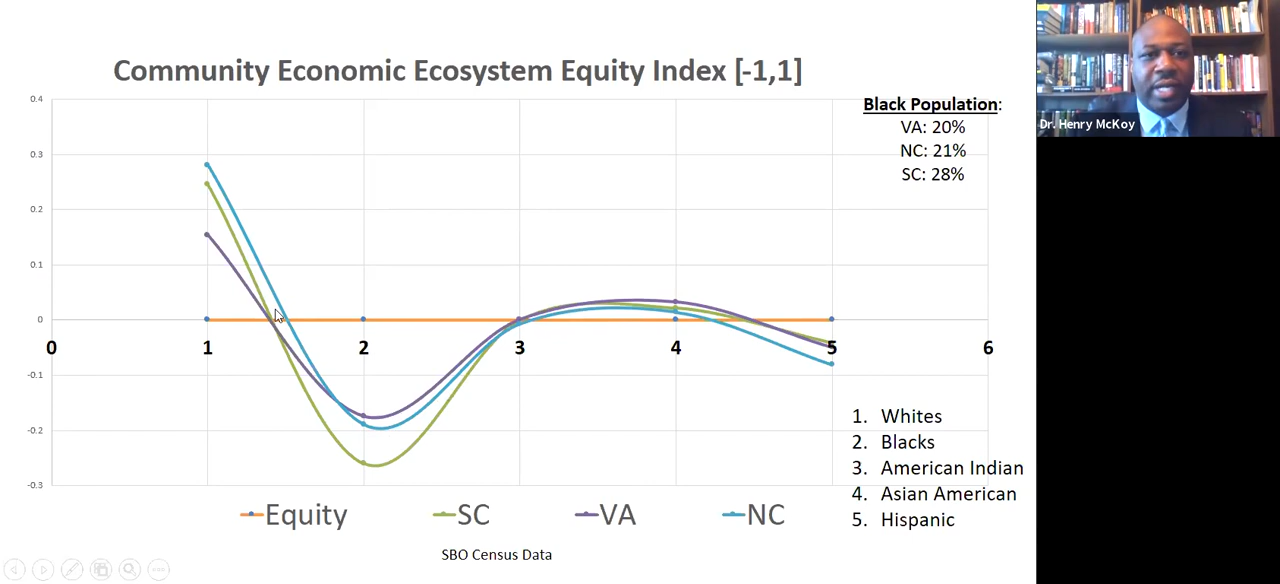 Community Economic Ecosystem Equity Index [-1,1]
Dr. Henry McKoy
0.4
0.3
0.2
0.1
0
-0.1
-0.2
-0.3
0 1 2 3 4 5 6
Black Population:
VA: 20%
NC: 21%
SC: 28%
1. Whites
2. Blacks
3. American Indian
4. Asian American
5. Hispanic
Equity SC VA NC
SBO Census Data